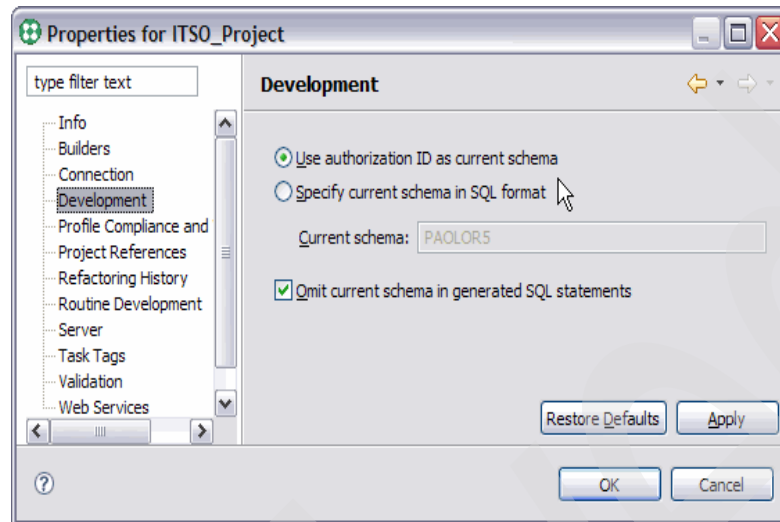 Properties for ITSO_Project
type filter text
Info
Builders
Connection
Development
Profile Compliance and
Project References
Refactoring History
Routine Development
Server
Task Tags
Validation
Web Services
Development
Use authorization ID as current schema
Specify current schema in SQL format
Current schema: PAOLOR5
Omit current schema in generated SQL statements
Restore Defaults Apply
OK Cancel